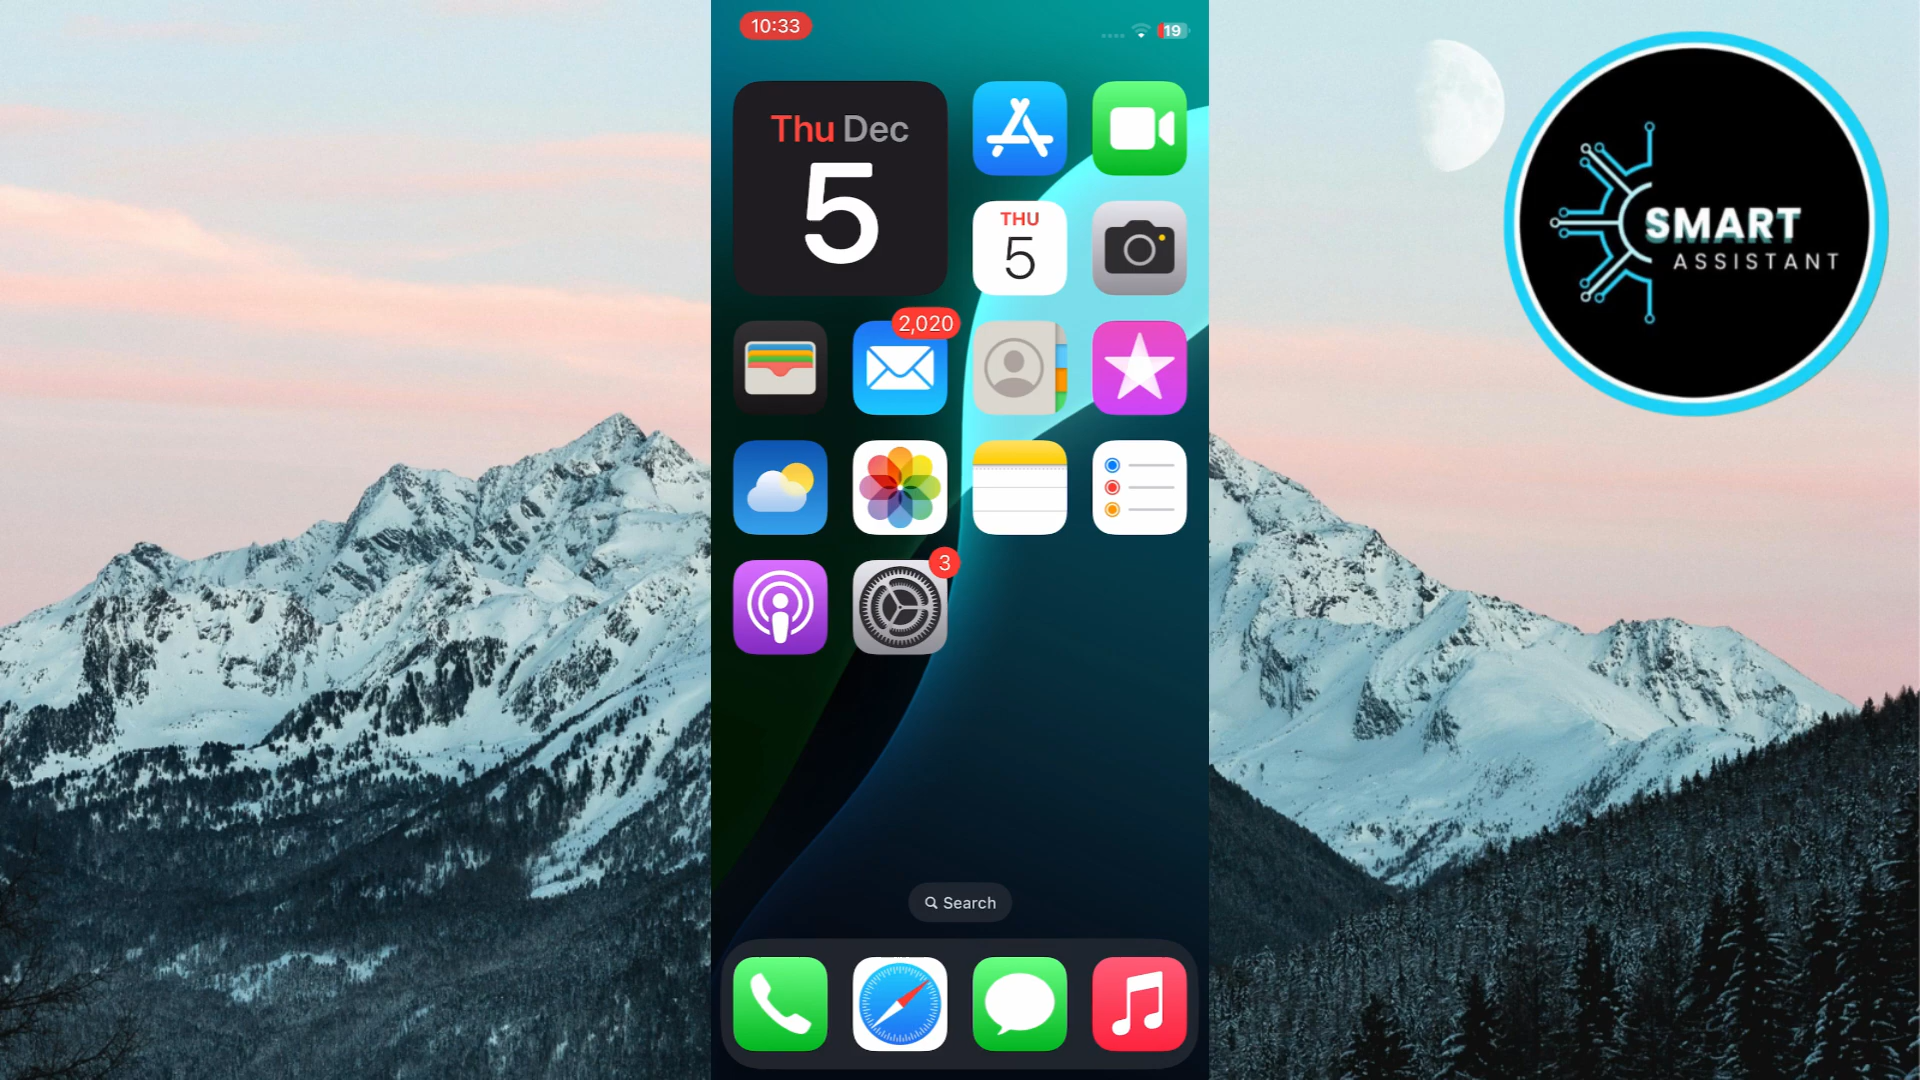 10:33
19
Thu Dec
5
THU
5
2,020
3
Search
SMART
ASSISTANT